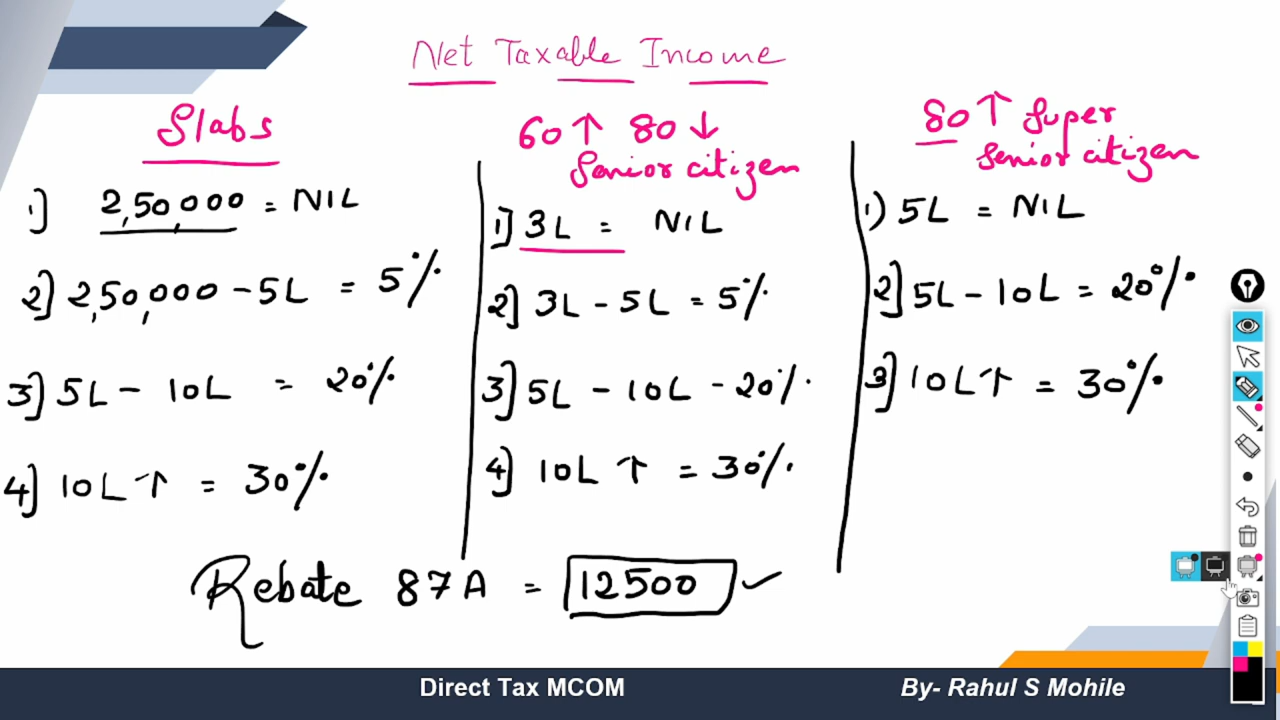 Net Taxable Income
Slabs
1] 2,50,000 = NIL
2] 2,50,000 - 5L = 5%
3] 5L - 10L = 20%
4] 10L ↑ = 30%
60 ↑ 80 ↓
Senior citizen
1] 3L = NIL
2] 3L - 5L = 5%
3] 5L - 10L - 20%
4] 10L ↑ = 30%
80 ↑ Super
Senior citizen
1) 5L = NIL
2] 5L - 10L = 20%
3] 10L ↑ = 30%
Rebate 87A = 12500 ✓
Direct Tax MCOM
By- Rahul S Mohile